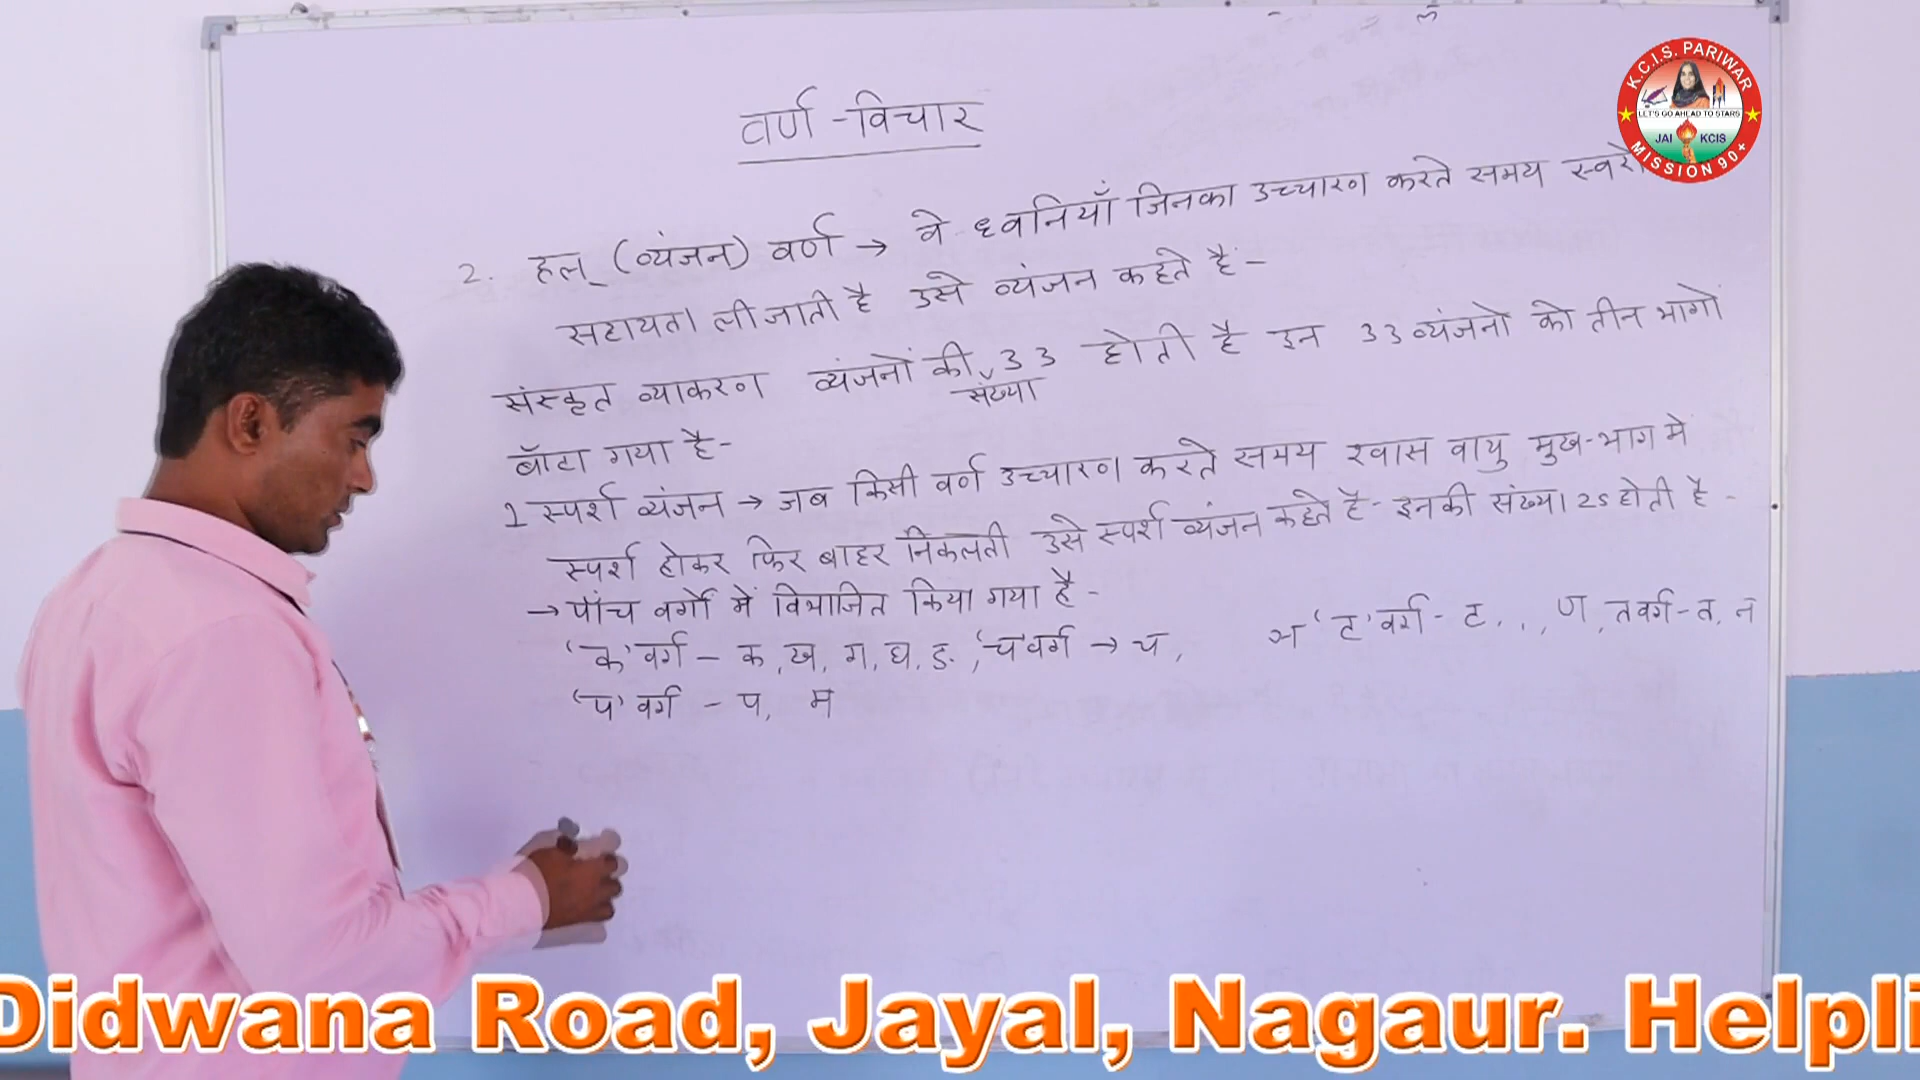 वर्ण - विचार
2. हल् (व्यंजन) वर्ण → वे ध्वनियाँ जिनका उच्चारण करते समय
सहायता ली जाती है उसे व्यंजन कहते है:-
संस्कृत व्याकरण व्यंजनों की ˅ 33 होती है इन 33 व्यंजनो को तीन भागों
संख्या
बॉटा गया है-
1 स्पर्श व्यंजन → जब किसी वर्ण उच्चारण करते समय श्वास वायु मुख-भाग मे
स्पर्श होकर फिर बाहर निकलती उसे स्पर्श व्यंजन कहते है- इनकी संख्या 25 होती है -
→ पांच वर्गों में विभाजित किया गया है -
'क' वर्ग - क, ख, ग, घ, ङ, 'च' वर्ग → च, ञ 'ट' वर्ग - ट, , , ण, तवर्ग - त, न
'प' वर्ग - प, म
K.C.I.S. PARIWAR
LET'S GO AHEAD TO STARS
JAI KCIS
MISSION 90+
Didwana Road, Jayal, Nagaur. Helpli